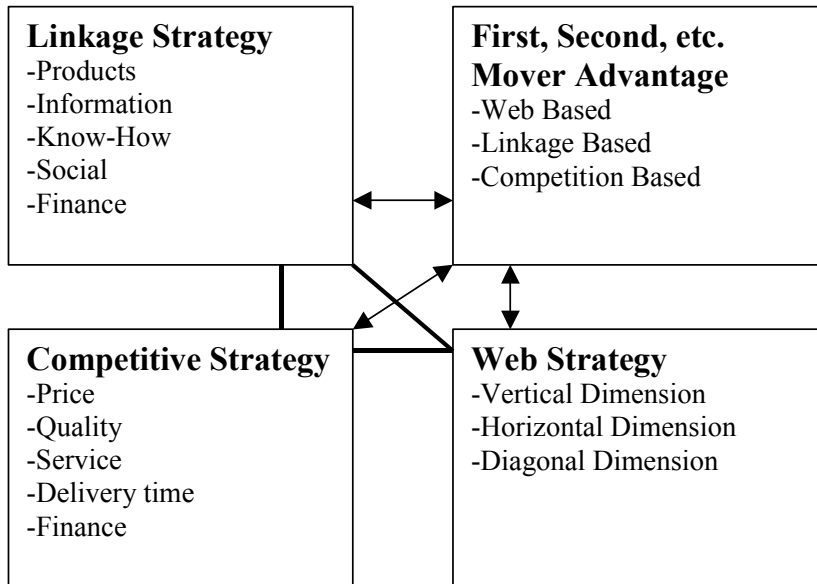 Linkage Strategy
-Products
-Information
-Know-How
-Social
-Finance
First, Second, etc.
Mover Advantage
-Web Based
-Linkage Based
-Competition Based
Competitive Strategy
-Price
-Quality
-Service
-Delivery time
-Finance
Web Strategy
-Vertical Dimension
-Horizontal Dimension
-Diagonal Dimension